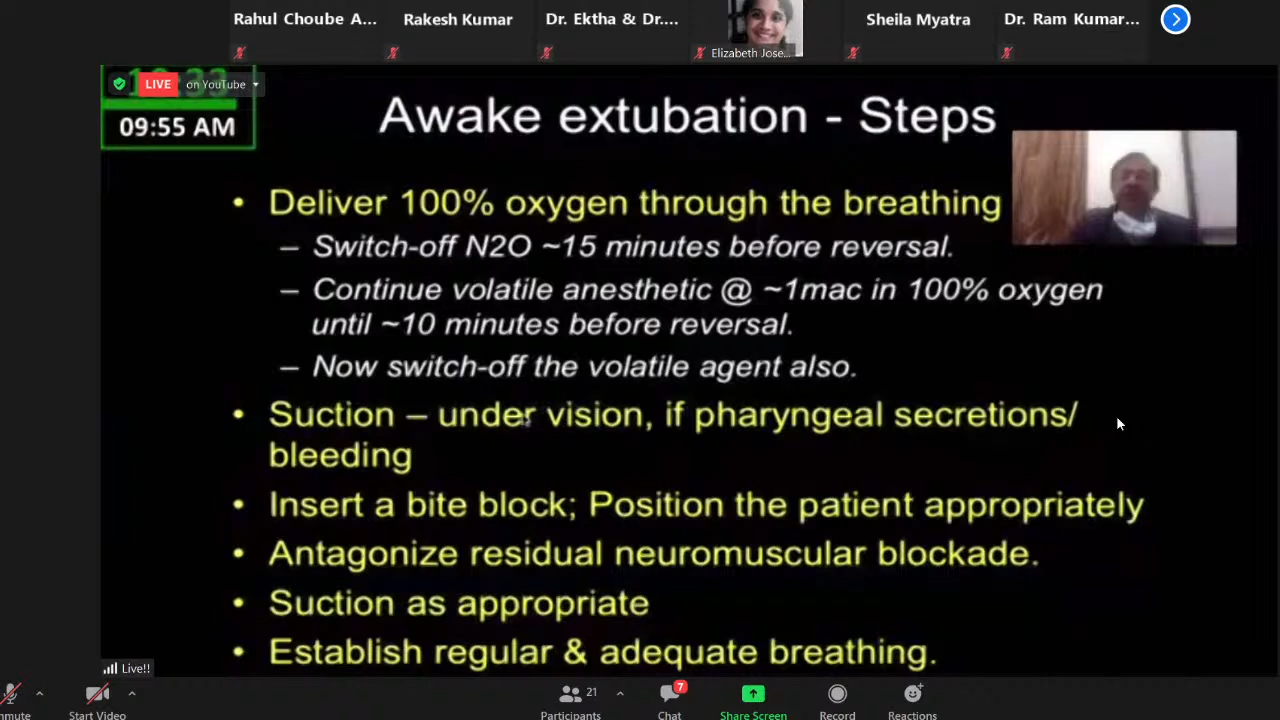 Rahul Choube A...
Rakesh Kumar
Dr. Ektha & Dr....
Elizabeth Jose...
Sheila Myatra
Dr. Ram Kumar...
LIVE on YouTube
09:55 AM
Awake extubation - Steps
• Deliver 100% oxygen through the breathing
– Switch-off N2O ~15 minutes before reversal.
– Continue volatile anesthetic @ ~1mac in 100% oxygen
until ~10 minutes before reversal.
– Now switch-off the volatile agent also.
• Suction – under vision, if pharyngeal secretions/
bleeding
• Insert a bite block; Position the patient appropriately
• Antagonize residual neuromuscular blockade.
• Suction as appropriate
• Establish regular & adequate breathing.
Live!!
nmute
Start Video
21
Participants
7
Chat
Share Screen
Record
Reactions